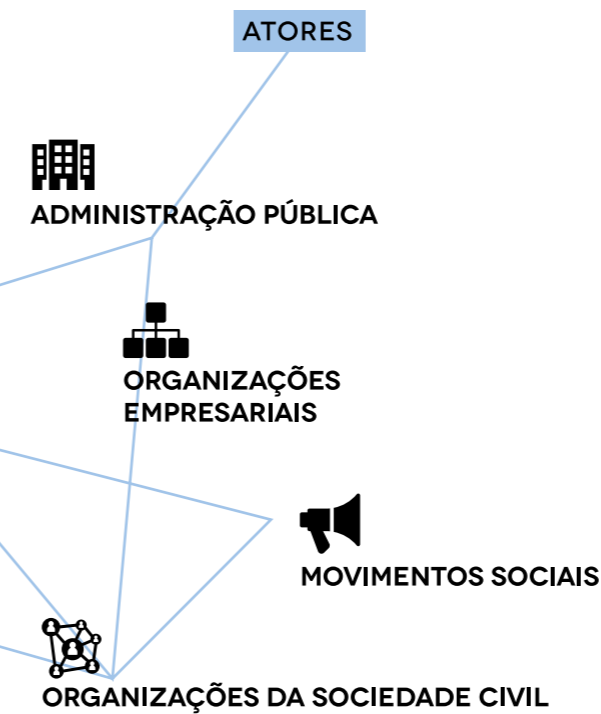 ATORES
ADMINISTRAÇÃO PÚBLICA
ORGANIZAÇÕES
EMPRESARIAIS
MOVIMENTOS SOCIAIS
ORGANIZAÇÕES DA SOCIEDADE CIVIL